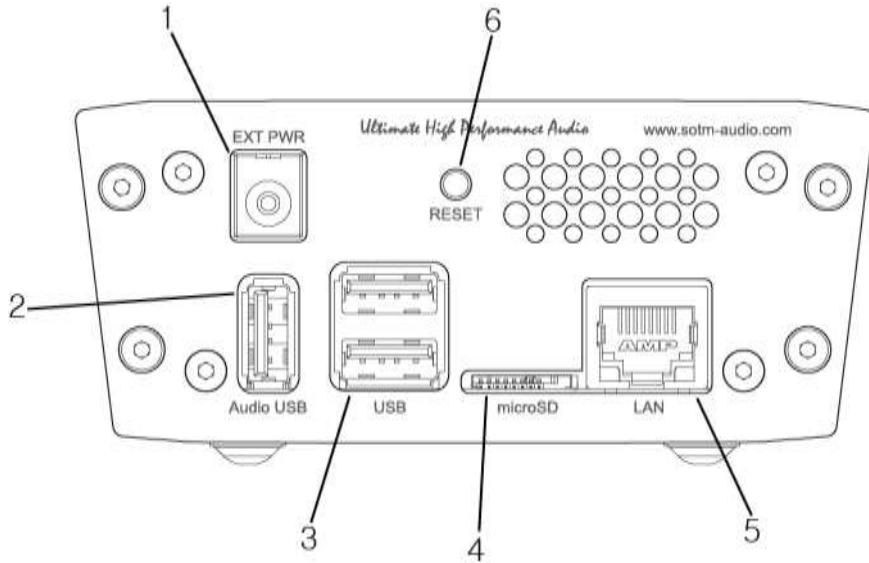 1
6
EXT PWR
Ultimate High Performance Audio
www.sotm-audio.com
RESET
2
AMP
Audio USB
USB
microSD
LAN
3
4
5